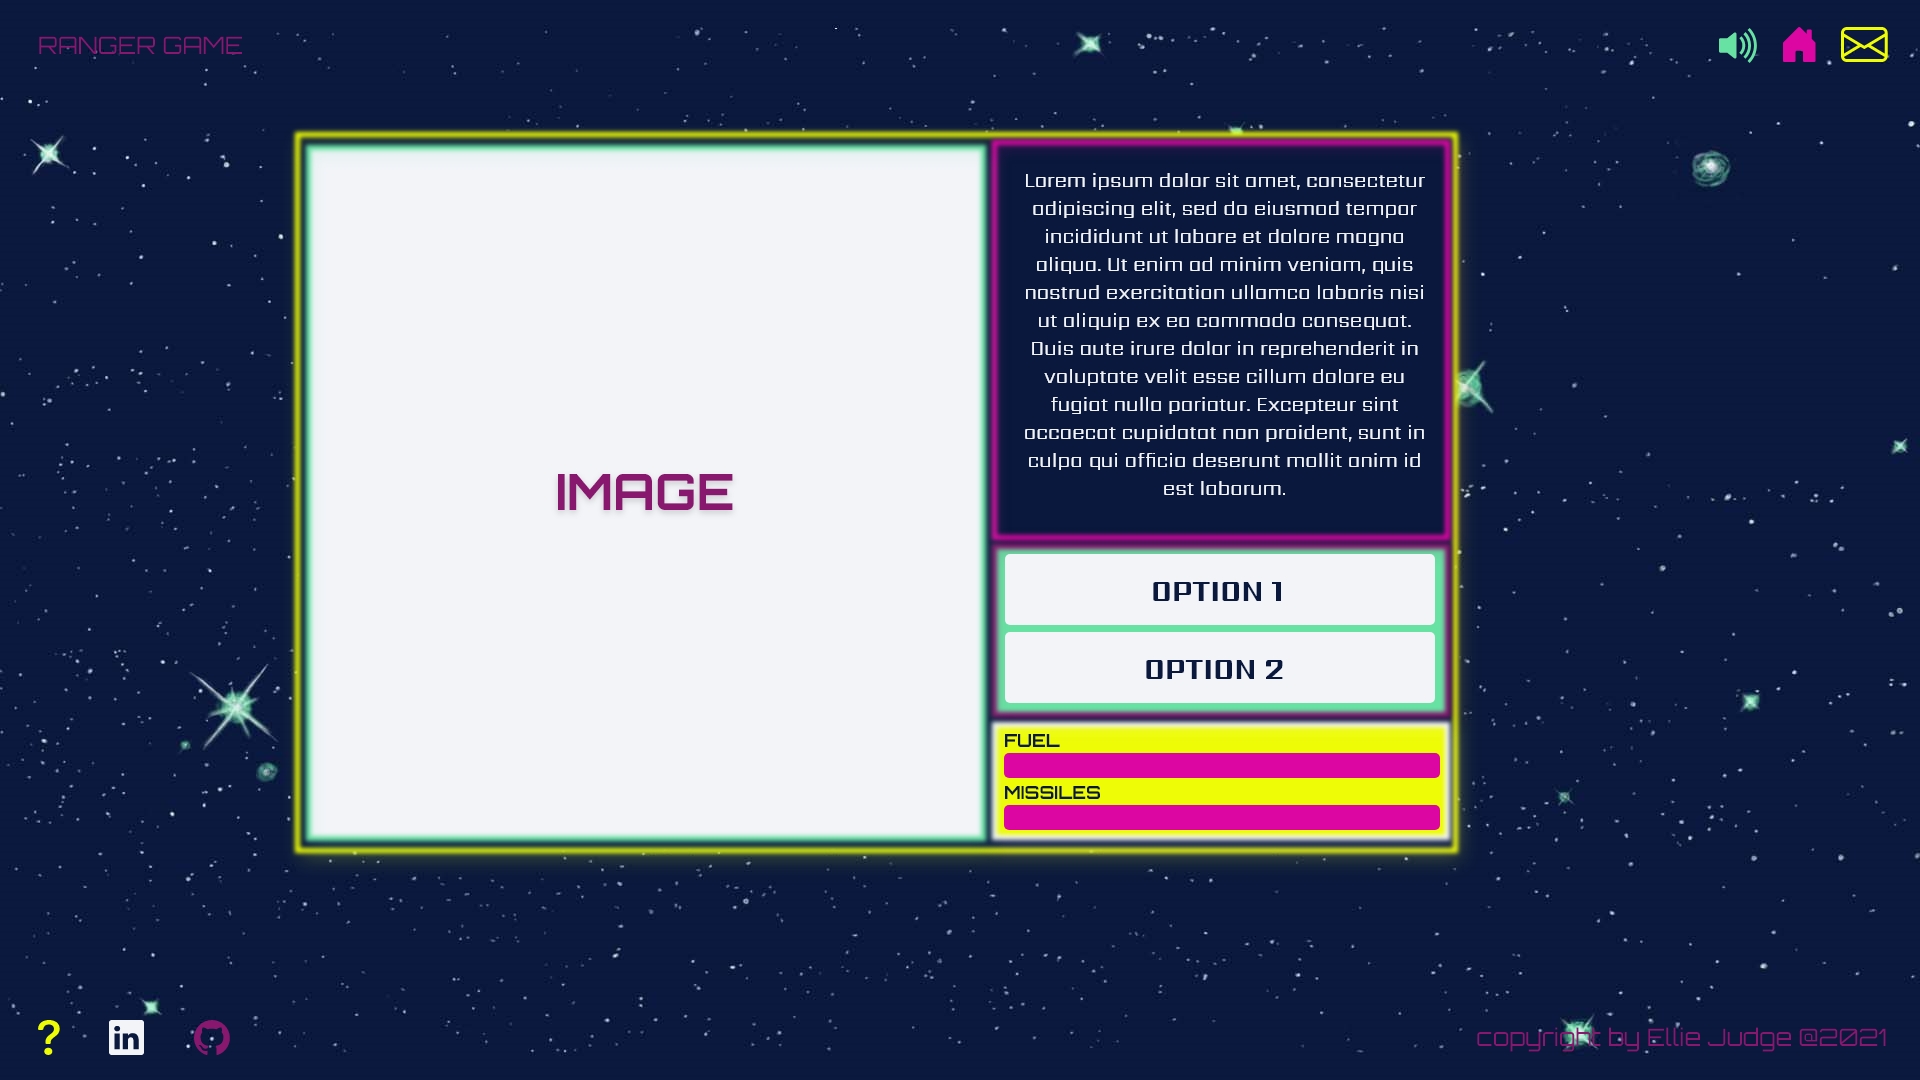 RANGER GAME
Lorem ipsum dolor sit amet, consectetur
adipiscing elit, sed do eiusmod tempor
incididunt ut labore et dolore magna
aliqua. Ut enim ad minim veniam, quis
nostrud exercitation ullamco laboris nisi
ut aliquip ex ea commodo consequat.
Duis aute irure dolor in reprehenderit in
voluptate velit esse cillum dolore eu
fugiat nulla pariatur. Excepteur sint
occaecat cupidatat non proident, sunt in
culpa qui officia deserunt mollit anim id
est laborum.
IMAGE
OPTION 1
OPTION 2
FUEL
MISSILES
?
in
copyright by Ellie Judge @2021